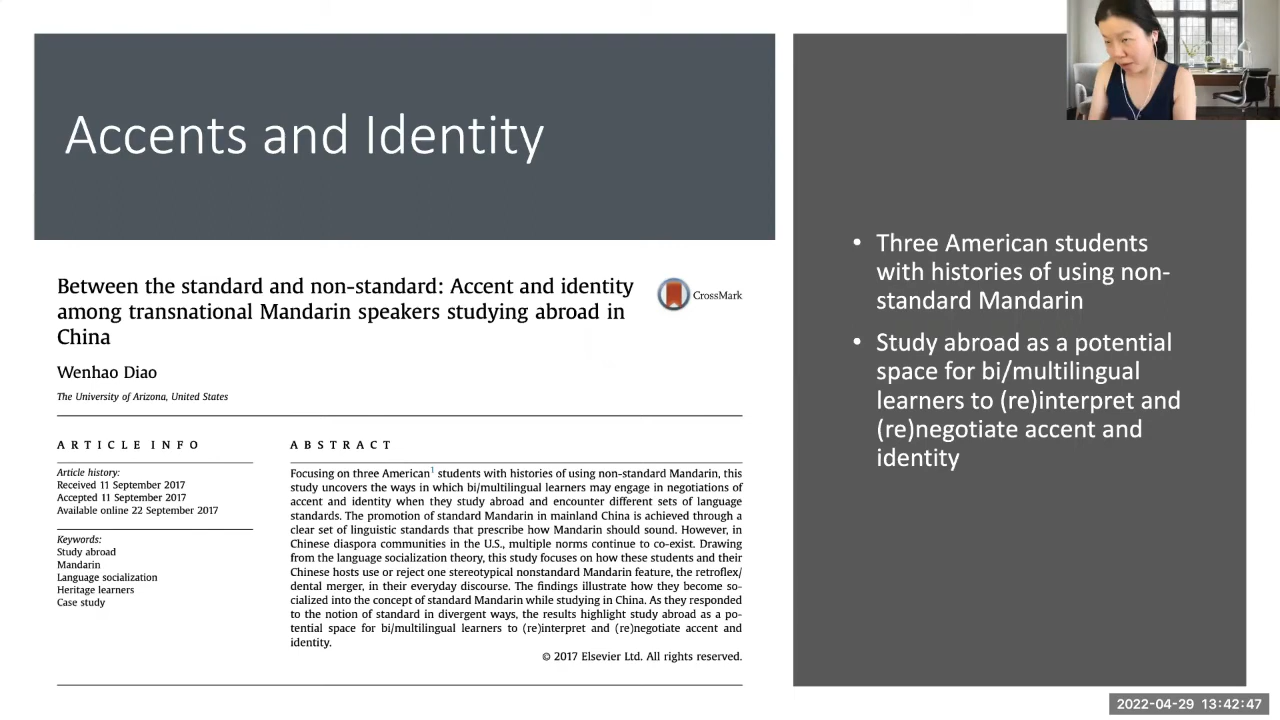 Accents and Identity
Between the standard and non-standard: Accent and identity
among transnational Mandarin speakers studying abroad in
China
CrossMark
Wenhao Diao
The University of Arizona, United States
ARTICLE INFO
Article history:
Received 11 September 2017
Accepted 11 September 2017
Available online 22 September 2017
Keywords:
Study abroad
Mandarin
Language socialization
Heritage learners
Case study
ABSTRACT
Focusing on three American¹ students with histories of using non-standard Mandarin, this
study uncovers the ways in which bi/multilingual learners may engage in negotiations of
accent and identity when they study abroad and encounter different sets of language
standards. The promotion of standard Mandarin in mainland China is achieved through a
clear set of linguistic standards that prescribe how Mandarin should sound. However, in
Chinese diaspora communities in the U.S., multiple norms continue to co-exist. Drawing
from the language socialization theory, this study focuses on how these students and their
Chinese hosts use or reject one stereotypical nonstandard Mandarin feature, the retroflex/
dental merger, in their everyday discourse. The findings illustrate how they become so-
cialized into the concept of standard Mandarin while studying in China. As they responded
to the notion of standard in divergent ways, the results highlight study abroad as a po-
tential space for bi/multilingual learners to (re)interpret and (re)negotiate accent and
identity.
© 2017 Elsevier Ltd. All rights reserved.
• Three American students
with histories of using non-
standard Mandarin
• Study abroad as a potential
space for bi/multilingual
learners to (re)interpret and
(re)negotiate accent and
identity
2022-04-29 13:42:47